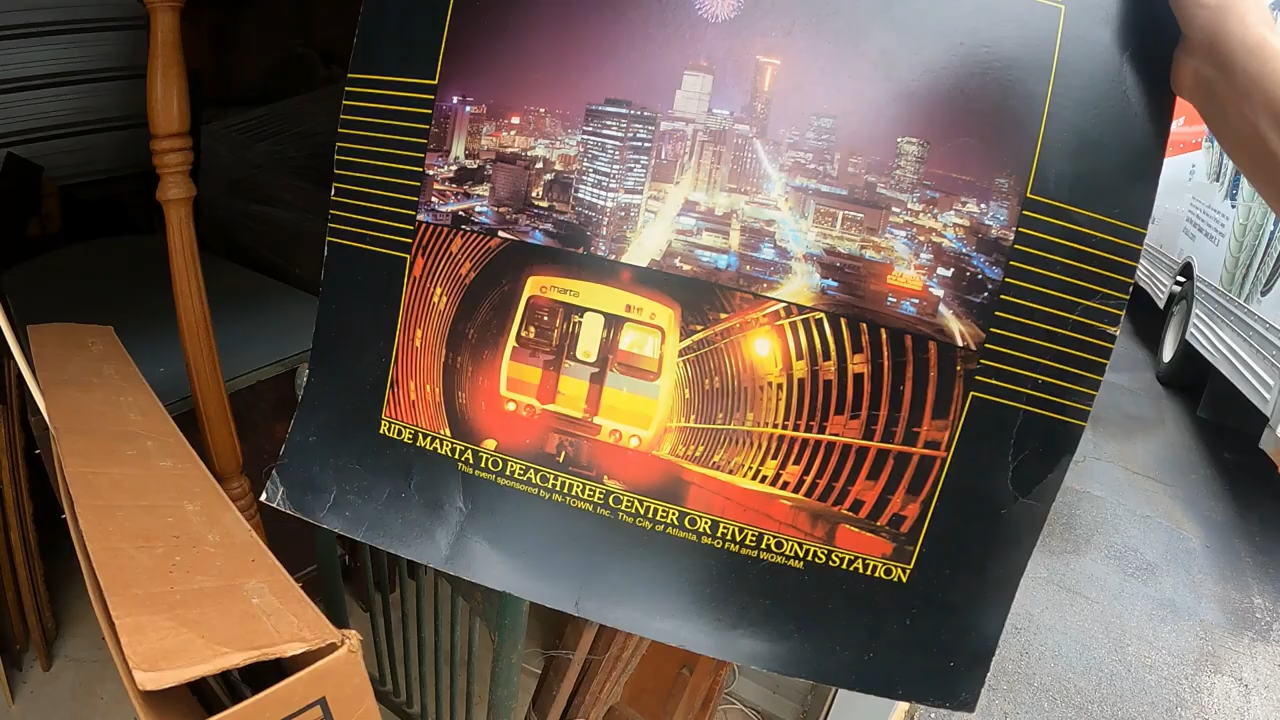 marta
RIDE MARTA TO PEACHTREE CENTER OR FIVE POINTS STATION
This event sponsored by IN-TOWN, Inc., The City of Atlanta, 94-Q FM and WQXI-AM.